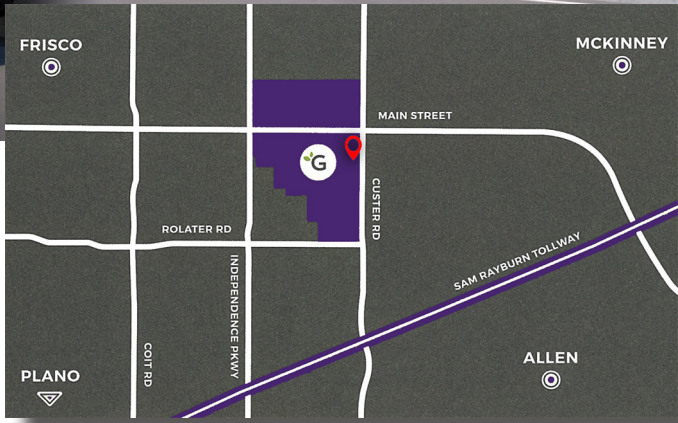 FRISCO
MCKINNEY
MAIN STREET
G
CUSTER RD
ROLATER RD
INDEPENDENCE PKWY
SAM RAYBURN TOLLWAY
COIT RD
ALLEN
PLANO